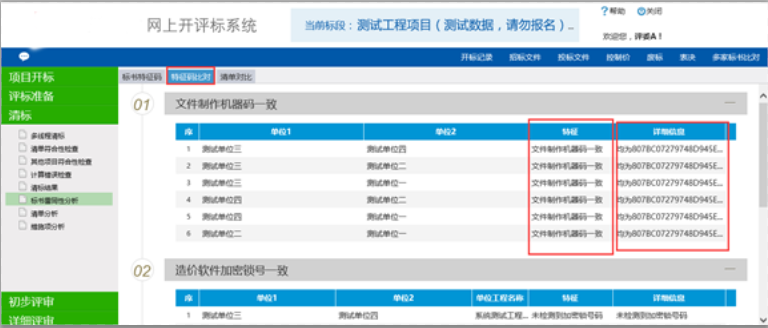 网上开评标系统
当前标段：测试工程项目（测试数据，请勿报名）..
?帮助 关闭
欢迎您，评委A！
开标记录 招标文件 投标文件 控制价 废标 表决 多家标书比对
项目开标
评标准备
清标
多线程清标
清单符合性检查
其他项目符合性检查
计算错误检查
清标结果
标书雷同性分析
清单分析
措施项分析
初步评审
详细评审
标书特征码 特征码比对 清单对比
01 文件制作机器码一致
序 单位1 单位2 特征 详细信息
1 测试单位三 测试单位四 文件制作机器码一致 均为807BC07279748D945E...
2 测试单位三 测试单位二 文件制作机器码一致 均为807BC07279748D945E...
3 测试单位三 测试单位一 文件制作机器码一致 均为807BC07279748D945E...
4 测试单位四 测试单位二 文件制作机器码一致 均为807BC07279748D945E...
5 测试单位四 测试单位一 文件制作机器码一致 均为807BC07279748D945E...
6 测试单位二 测试单位一 文件制作机器码一致 均为807BC07279748D945E...
02 造价软件加密锁号一致
序 单位1 单位2 单位工程名称 特征 详细信息
1 测试单位三 测试单位四 系统测试工程... 未检测到加密锁号码 未检测到加密锁号码